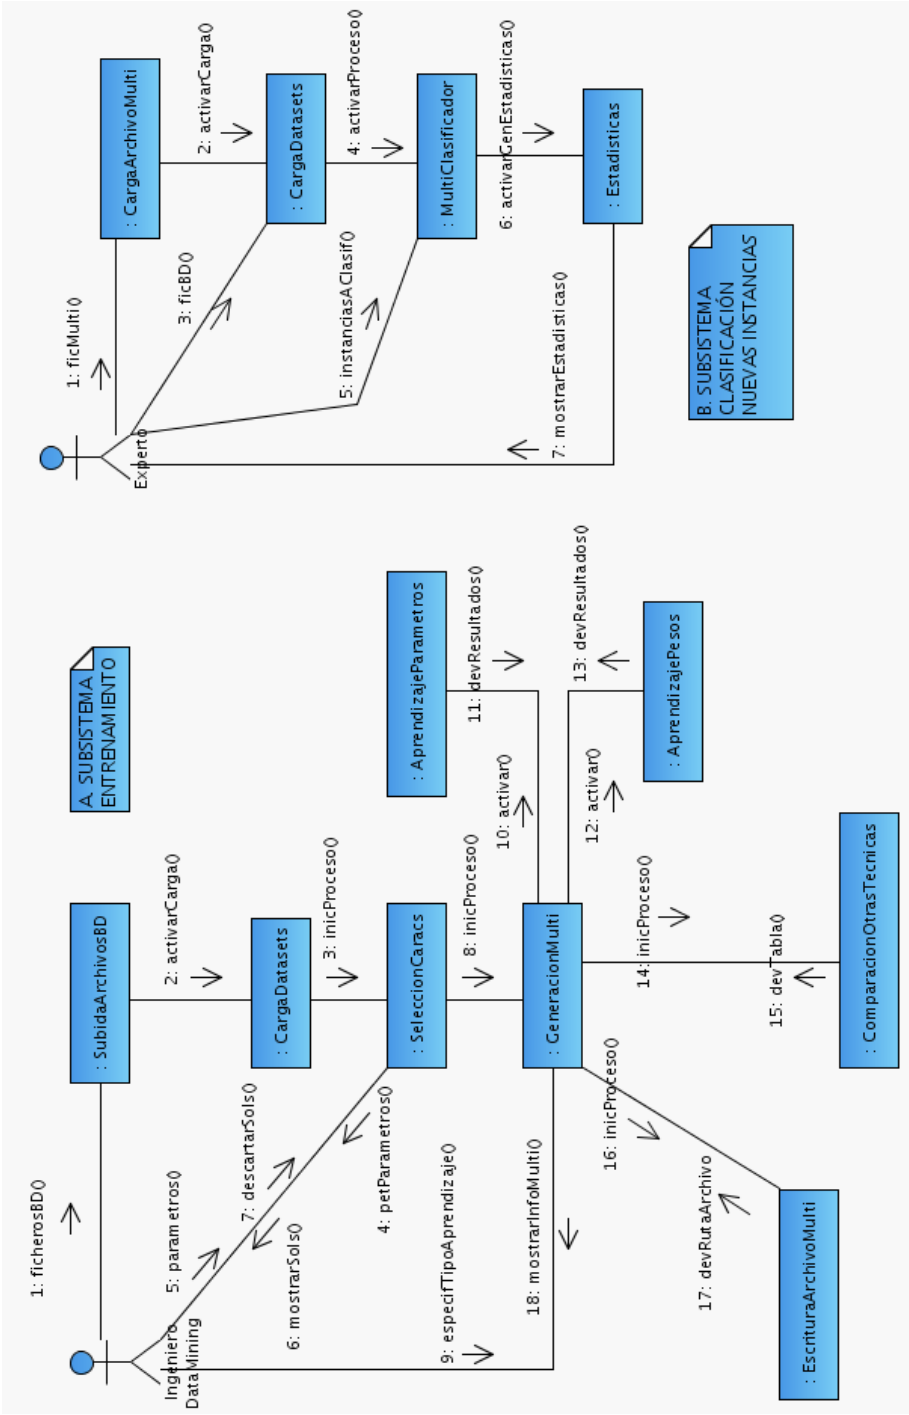 A. SUBSISTEMA
ENTRENAMIENTO
1: ficherosBD()
: SubidaArchivosBD
2: activarCarga()
: CargaDatasets
3: inicProceso()
: SeleccionCaracs
4: petParametros()
5: parametros()
6: mostrarSols()
7: descartarSols()
8: inicProceso()
Ingeniero
DataMining
9: especifTipoAprendizaje()
: GeneracionMulti
10: activar()
: AprendizajeParametros
11: devResultados()
12: activar()
: AprendizajePesos
13: devResultados()
14: inicProceso()
15: devTabla()
: ComparacionOtrasTecnicas
16: inicProceso()
17: devRutaArchivo
: EscrituraArchivoMulti
18: mostrarInfoMulti()
1: ficMulti()
: CargaArchivoMulti
2: activarCarga()
: CargaDatasets
3: ficBD()
4: activarProceso()
: MultiClasificador
5: instanciasAClasif()
6: activarGenEstadisticas()
: Estadisticas
7: mostrarEstadisticas()
Experto
B. SUBSISTEMA
CLASIFICACIÓN
NUEVAS INSTANCIAS